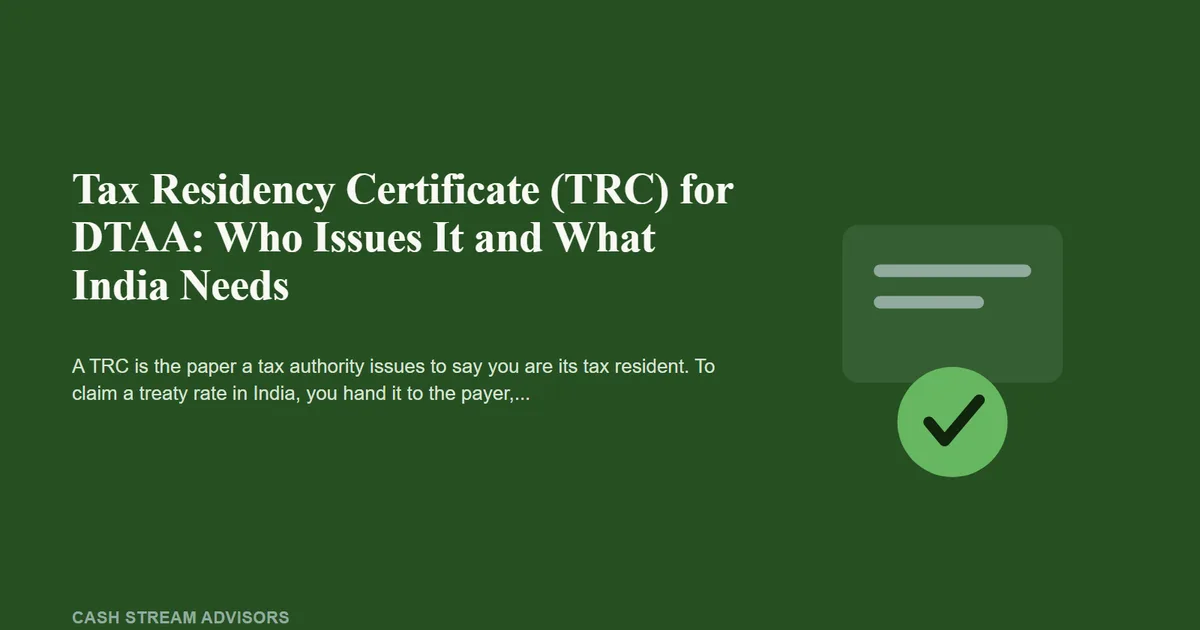 Tax Residency Certificate (TRC) for
DTAA: Who Issues It and What
India Needs
A TRC is the paper a tax authority issues to say you are its tax resident. To
claim a treaty rate in India, you hand it to the payer,...
CASH STREAM ADVISORS